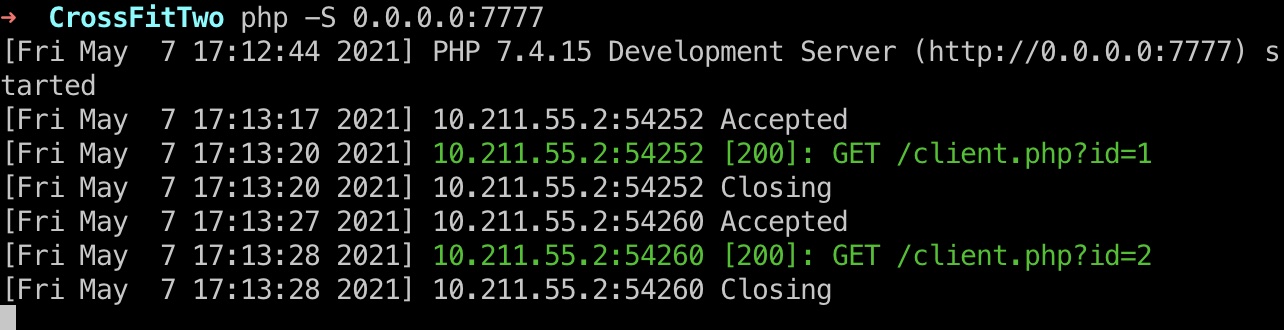 ➜  CrossFitTwo php -S 0.0.0.0:7777
[Fri May  7 17:12:44 2021] PHP 7.4.15 Development Server (http://0.0.0.0:7777) s
tarted
[Fri May  7 17:13:17 2021] 10.211.55.2:54252 Accepted
[Fri May  7 17:13:20 2021] 10.211.55.2:54252 [200]: GET /client.php?id=1
[Fri May  7 17:13:20 2021] 10.211.55.2:54252 Closing
[Fri May  7 17:13:27 2021] 10.211.55.2:54260 Accepted
[Fri May  7 17:13:28 2021] 10.211.55.2:54260 [200]: GET /client.php?id=2
[Fri May  7 17:13:28 2021] 10.211.55.2:54260 Closing